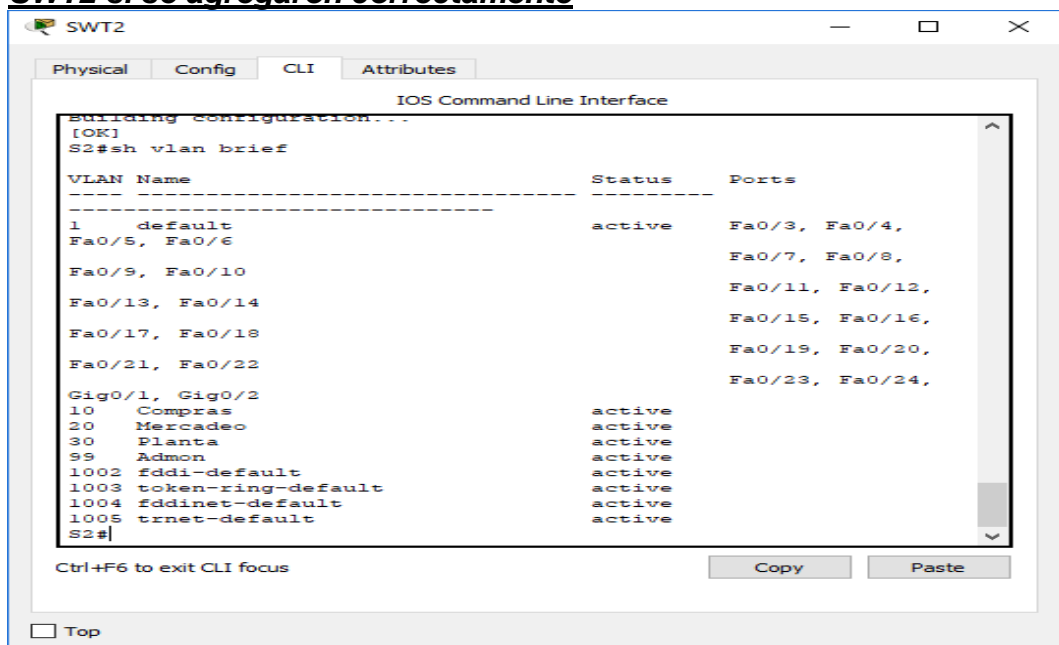 SWT2 si se agregaron correctamente
SWT2
Physical Config CLI Attributes
IOS Command Line Interface
Building configuration...
[OK]
S2#sh vlan brief
VLAN Name Status Ports
---- -------------------------------- --------- -------------------------------
1 default active Fa0/3, Fa0/4,
Fa0/5, Fa0/6
Fa0/7, Fa0/8,
Fa0/9, Fa0/10
Fa0/11, Fa0/12,
Fa0/13, Fa0/14
Fa0/15, Fa0/16,
Fa0/17, Fa0/18
Fa0/19, Fa0/20,
Fa0/21, Fa0/22
Fa0/23, Fa0/24,
Gig0/1, Gig0/2
10 Compras active
20 Mercadeo active
30 Planta active
99 Admon active
1002 fddi-default active
1003 token-ring-default active
1004 fddinet-default active
1005 trnet-default active
S2#
Ctrl+F6 to exit CLI focus
Copy Paste
Top